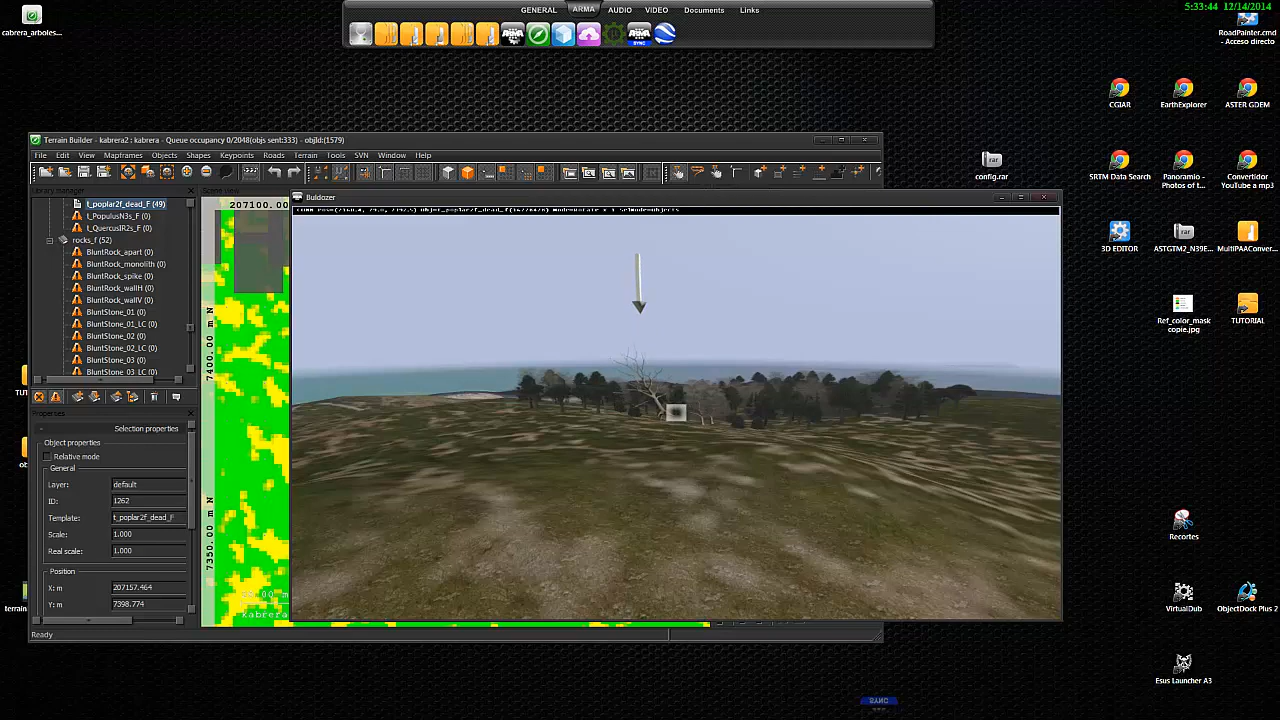 5:33:44 12/14/2014
GENERAL ARMA AUDIO VIDEO Documents Links
cabrera_arboles...
RoadPainter.cmd - Acceso directo
CGIAR
EarthExplorer
ASTER GDEM
config.rar
SRTM Data Search
Panoramio - Photos of t...
Convertidor YouTube a mp3
3D EDITOR
ASTGTM2_N39E...
MultiPAAConver...
Ref_color_mask copie.jpg
TUTORIAL
Recortes
VirtualDub
ObjectDock Plus 2
Esus Launcher A3
Terrain Builder - kabrera2 : kabrera - Queue occupancy 0/2048(objs sent:333) - objId:(1579)
File Edit View Mapframes Objects Shapes Keypoints Roads Terrain Tools SVN Window Help
Library manager
t_poplar2f_dead_F (49)
t_PopulusN3s_F (0)
t_QuercusIR2s_F (0)
rocks_f (52)
BluntRock_apart (0)
BluntRock_monolith (0)
BluntRock_spike (0)
BluntRock_wallH (0)
BluntRock_wallV (0)
BluntStone_01 (0)
BluntStone_01_LC (0)
BluntStone_02 (0)
BluntStone_02_LC (0)
BluntStone_03 (0)
BluntStone_03_LC (0)
Properties
Selection properties
Object properties
Relative mode
General
Layer: default
ID: 1262
Template: t_poplar2f_dead_F
Scale: 1.000
Real scale: 1.000
Position
X: m 207157.464
Y: m 7398.774
Ready
207100.00
7400.00 m N
7350.00 m N
kabrera
Buldozer
SYNC